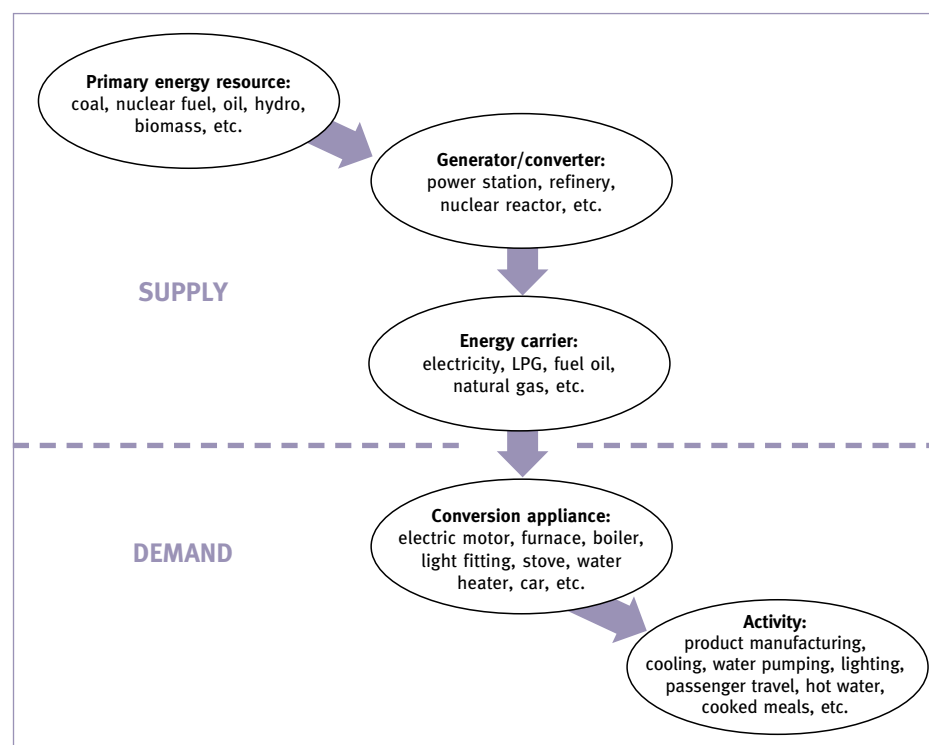 Primary energy resource:
coal, nuclear fuel, oil, hydro,
biomass, etc.
Generator/converter:
power station, refinery,
nuclear reactor, etc.
SUPPLY
Energy carrier:
electricity, LPG, fuel oil,
natural gas, etc.
Conversion appliance:
electric motor, furnace, boiler,
light fitting, stove, water
heater, car, etc.
DEMAND
Activity:
product manufacturing,
cooling, water pumping, lighting,
passenger travel, hot water,
cooked meals, etc.